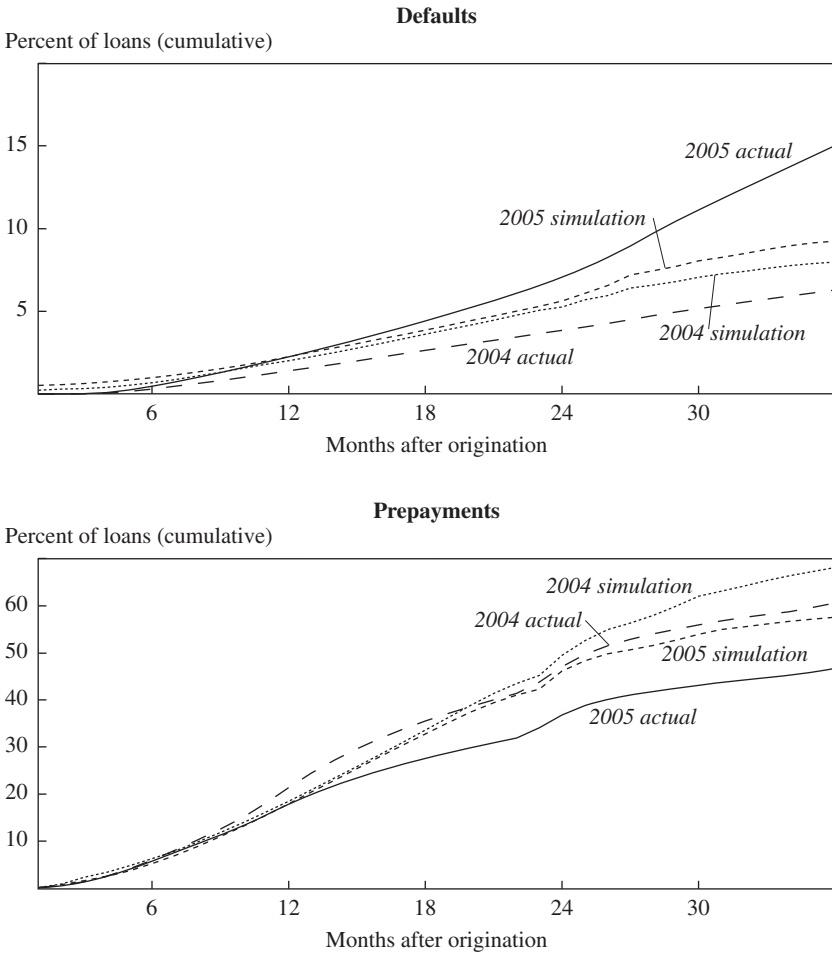 Defaults
Percent of loans (cumulative)
15
2005 actual
2005 simulation
10
5
2004 simulation
2004 actual
6 12 18 24 30
Months after origination
Prepayments
Percent of loans (cumulative)
2004 simulation
60
2004 actual
50
2005 simulation
40
2005 actual
30
20
10
6 12 18 24 30
Months after origination